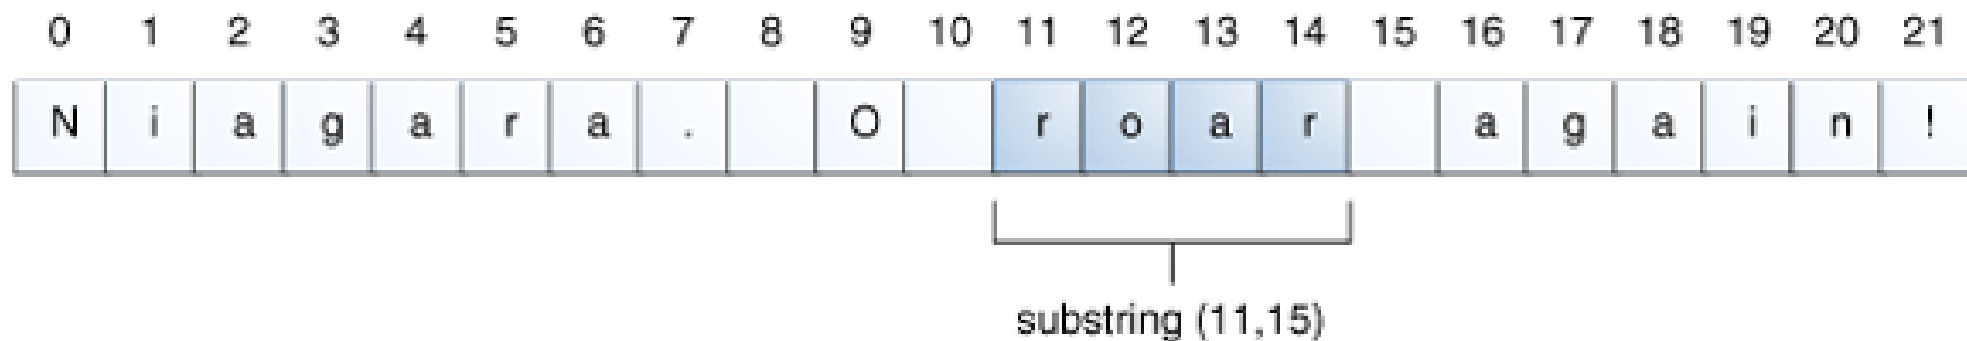 0 1 2 3 4 5 6 7 8 9 10 11 12 13 14 15 16 17 18 19 20 21
N i a g a r a . O r o a r a g a i n !
substring (11,15)